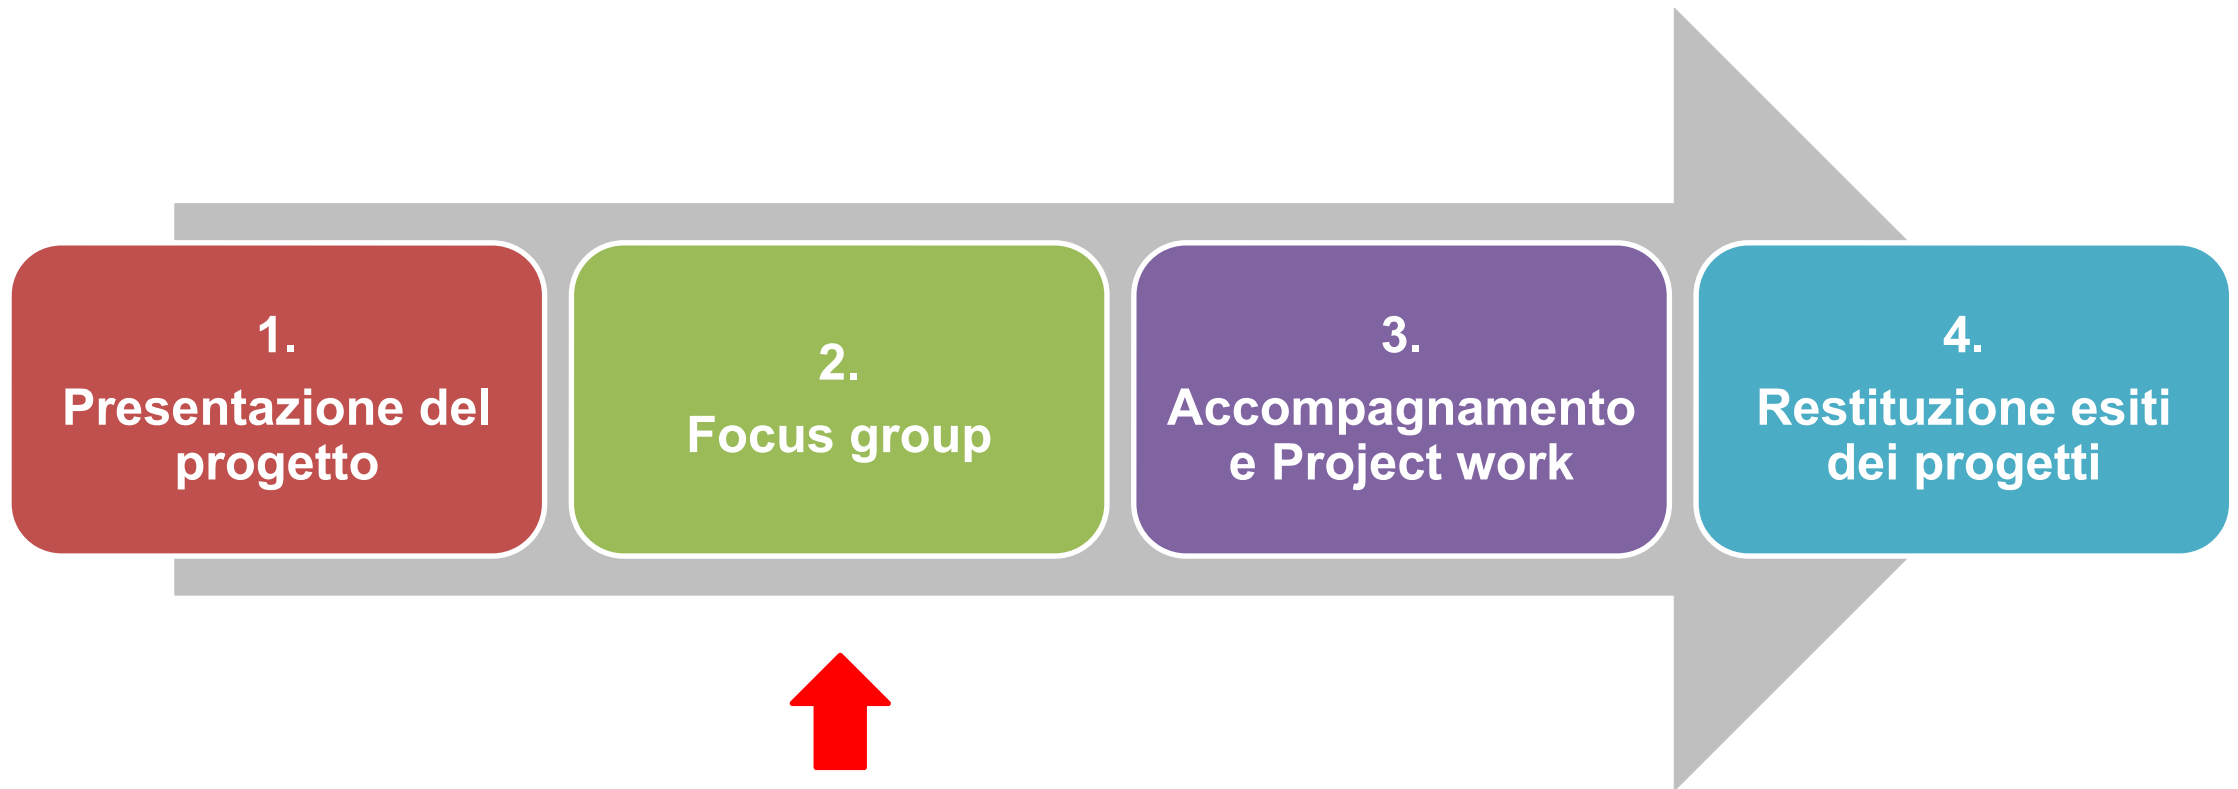 1.
Presentazione del
progetto
2.
Focus group
3.
Accompagnamento
e Project work
4.
Restituzione esiti
dei progetti